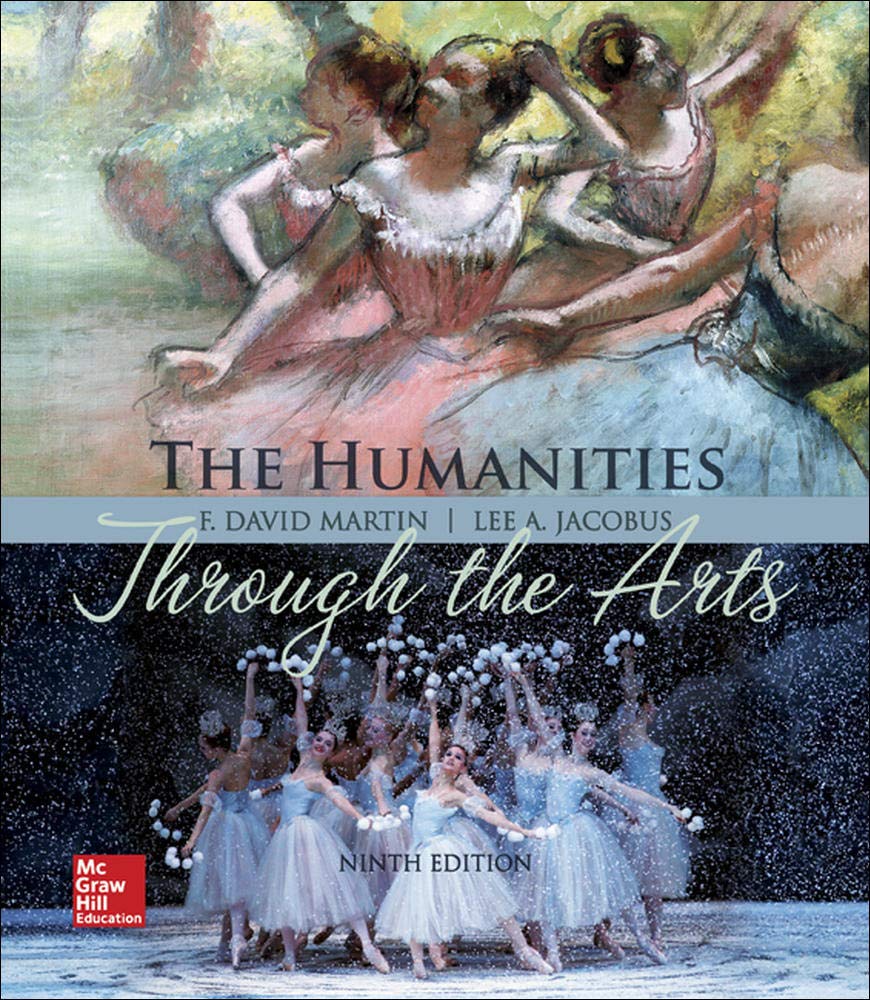 THE HUMANITIES
F. DAVID MARTIN | LEE A. JACOBUS
Through the Arts
NINTH EDITION
Mc
Graw
Hill
Education